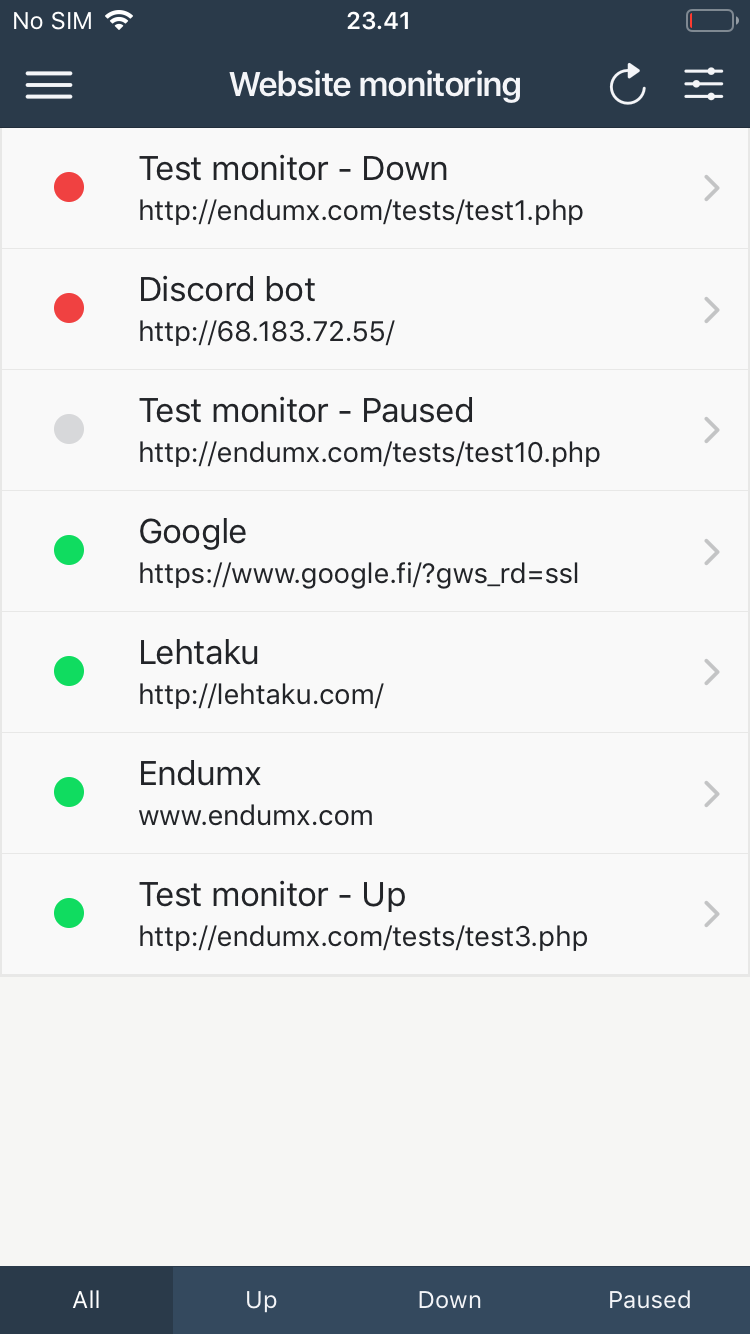 No SIM 23.41
Website monitoring
Test monitor - Down
http://endumx.com/tests/test1.php
Discord bot
http://68.183.72.55/
Test monitor - Paused
http://endumx.com/tests/test10.php
Google
https://www.google.fi/?gws_rd=ssl
Lehtaku
http://lehtaku.com/
Endumx
www.endumx.com
Test monitor - Up
http://endumx.com/tests/test3.php
All Up Down Paused